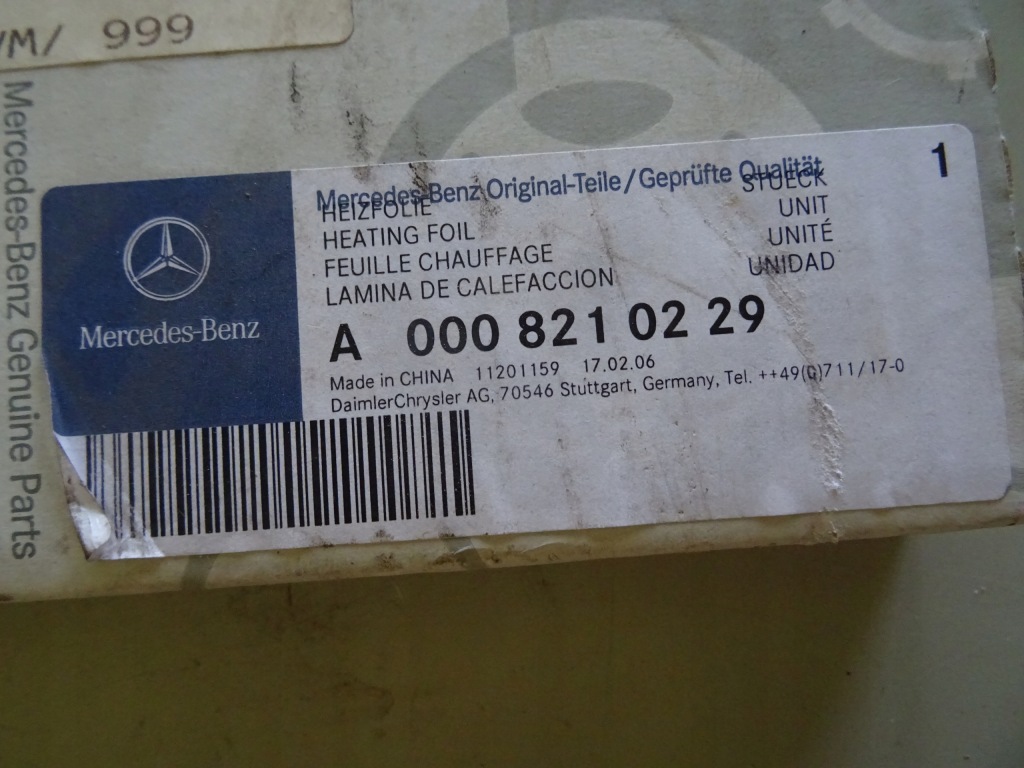 VM/ 999
Mercedes-Benz Genuine Parts
Mercedes-Benz
Mercedes-Benz Original-Teile/Geprüfte Qualität
1
HEIZFOLIE STUECK
HEATING FOIL UNIT
FEUILLE CHAUFFAGE UNITÉ
LAMINA DE CALEFACCION UNIDAD
A 000 821 02 29
Made in CHINA 11201159 17.02.06
DaimlerChrysler AG, 70546 Stuttgart, Germany, Tel. ++49(0)711/17-0